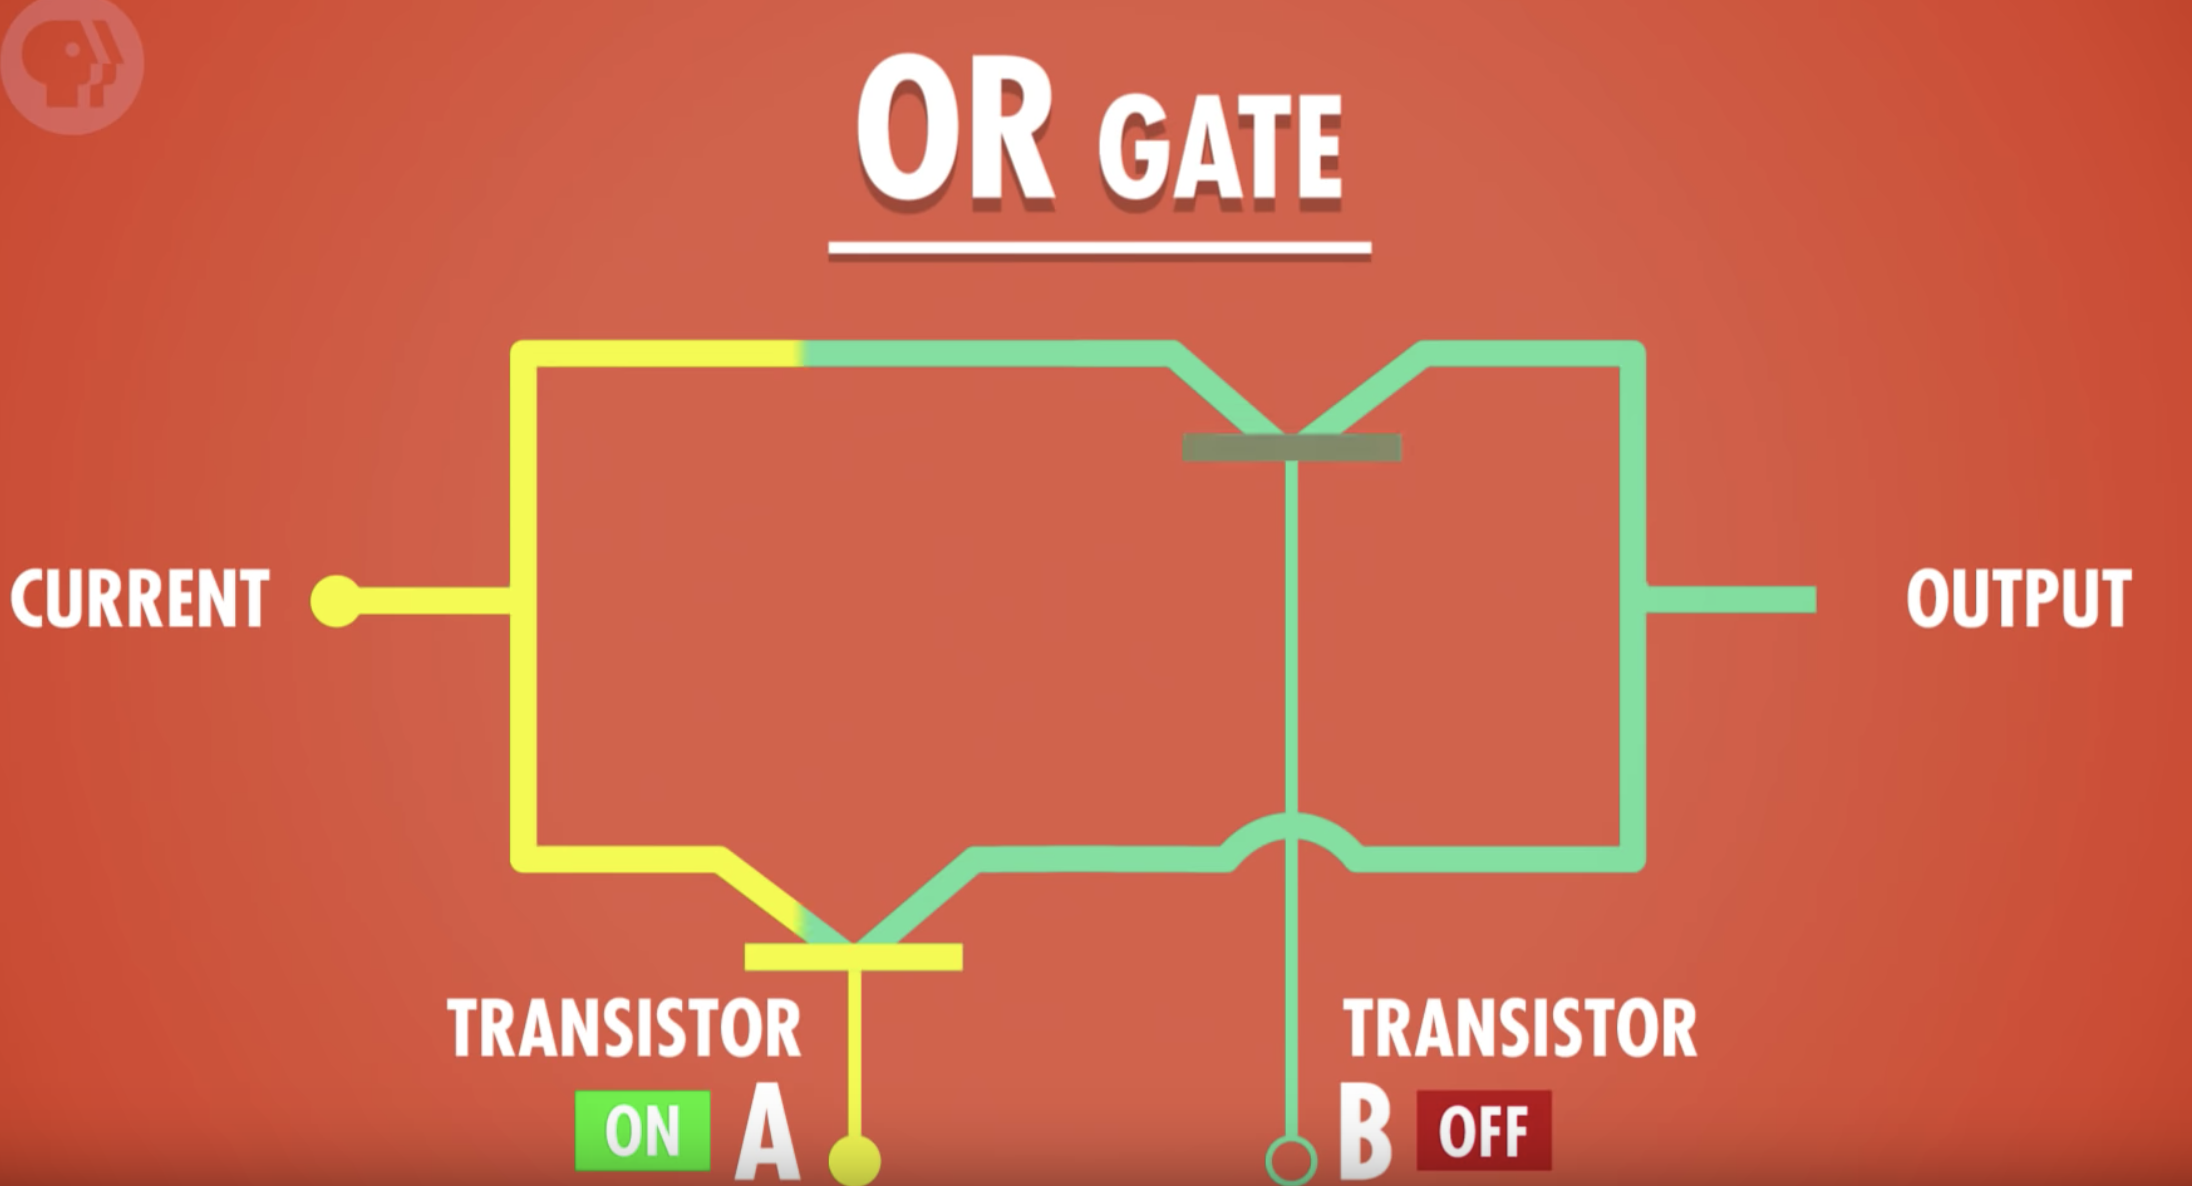 OR GATE
CURRENT
OUTPUT
TRANSISTOR
ON A
TRANSISTOR
B OFF